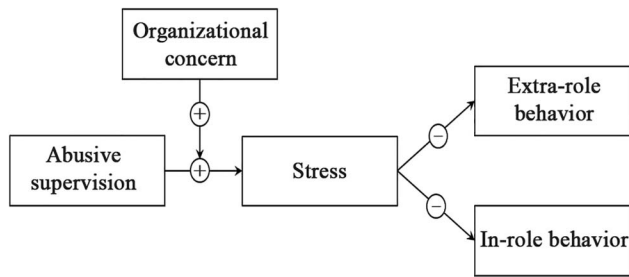 Organizational
concern
+
Extra-role
behavior
−
Abusive
supervision
+
Stress
−
In-role behavior